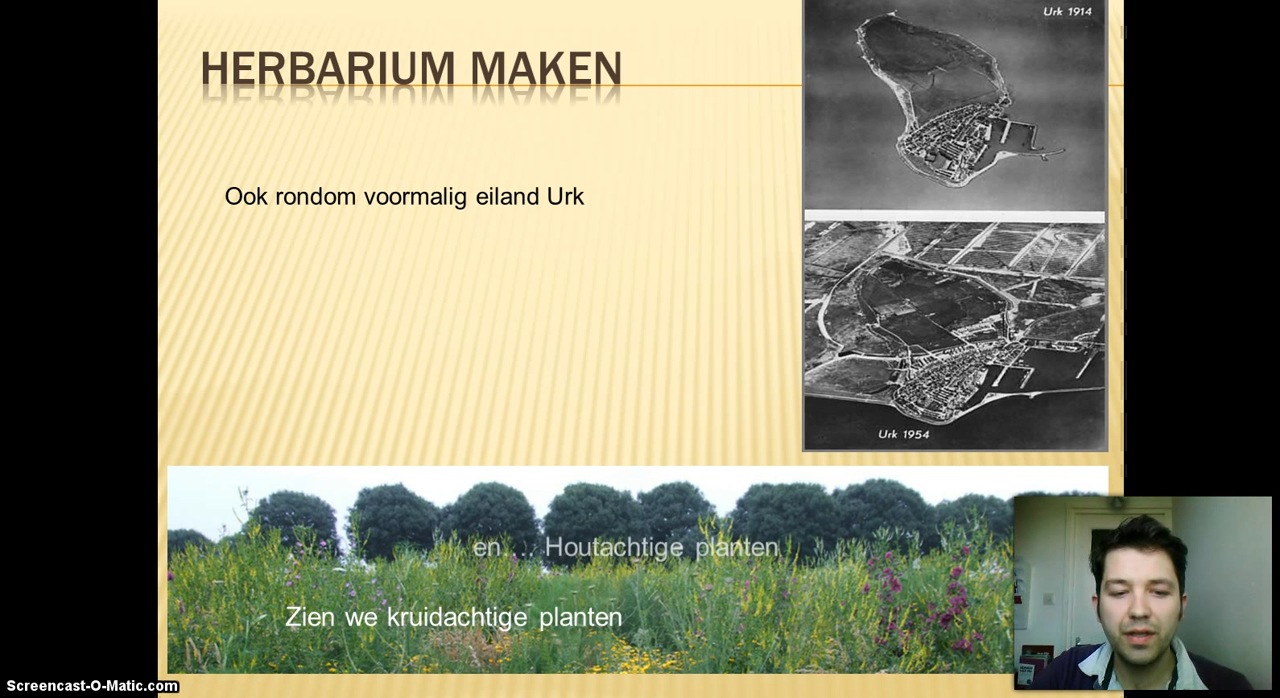 HERBARIUM MAKEN
Urk 1914
Ook rondom voormalig eiland Urk
Urk 1954
en.... Houtachtige planten
Zien we kruidachtige planten
Screencast-O-Matic.com